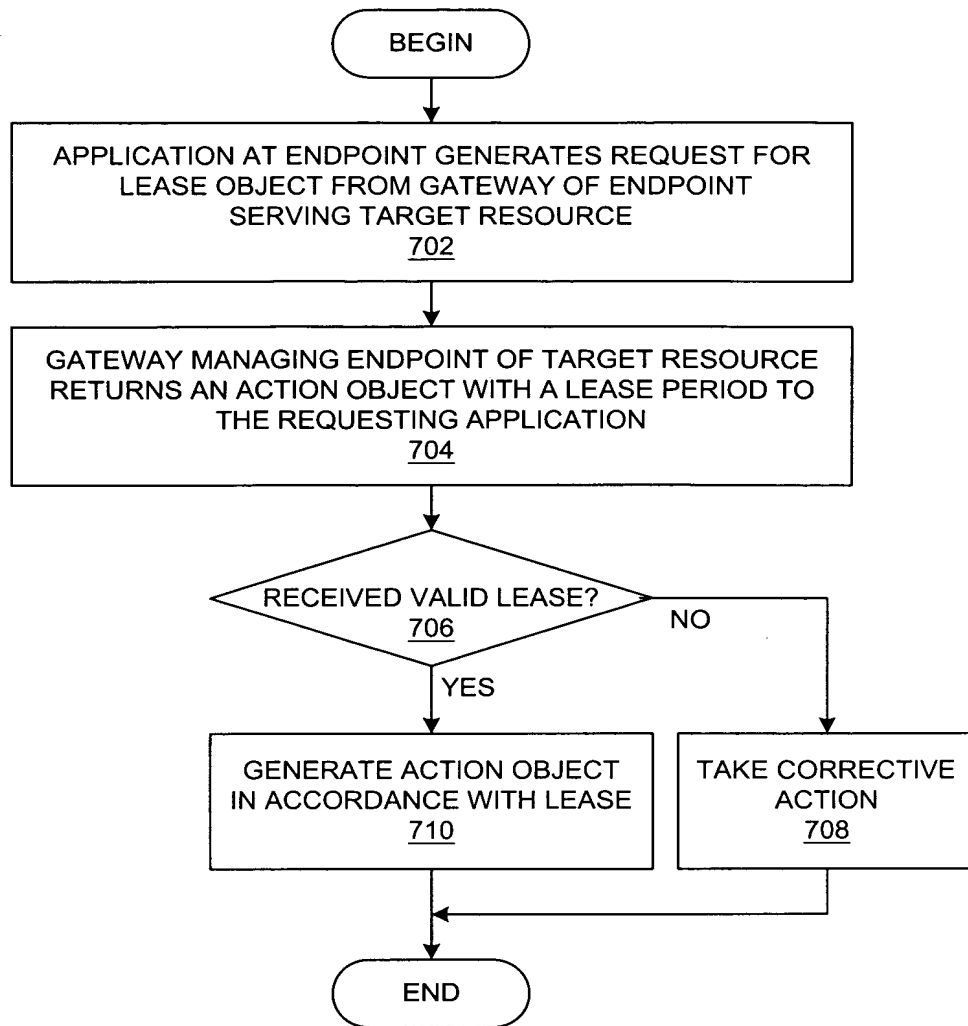 BEGIN
APPLICATION AT ENDPOINT GENERATES REQUEST FOR
LEASE OBJECT FROM GATEWAY OF ENDPOINT
SERVING TARGET RESOURCE
702
GATEWAY MANAGING ENDPOINT OF TARGET RESOURCE
RETURNS AN ACTION OBJECT WITH A LEASE PERIOD TO
THE REQUESTING APPLICATION
704
RECEIVED VALID LEASE?
706
NO
YES
GENERATE ACTION OBJECT
IN ACCORDANCE WITH LEASE
710
TAKE CORRECTIVE
ACTION
708
END